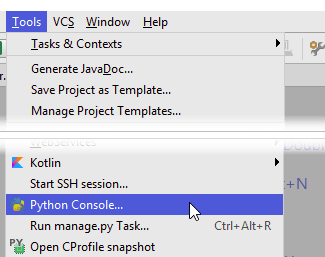 Tools VCS Window Help
Tasks & Contexts
Generate JavaDoc...
Save Project as Template...
Manage Project Templates...
Kotlin
Start SSH session...
+N
Python Console...
Run manage.py Task... Ctrl+Alt+R
PY
Open CProfile snapshot